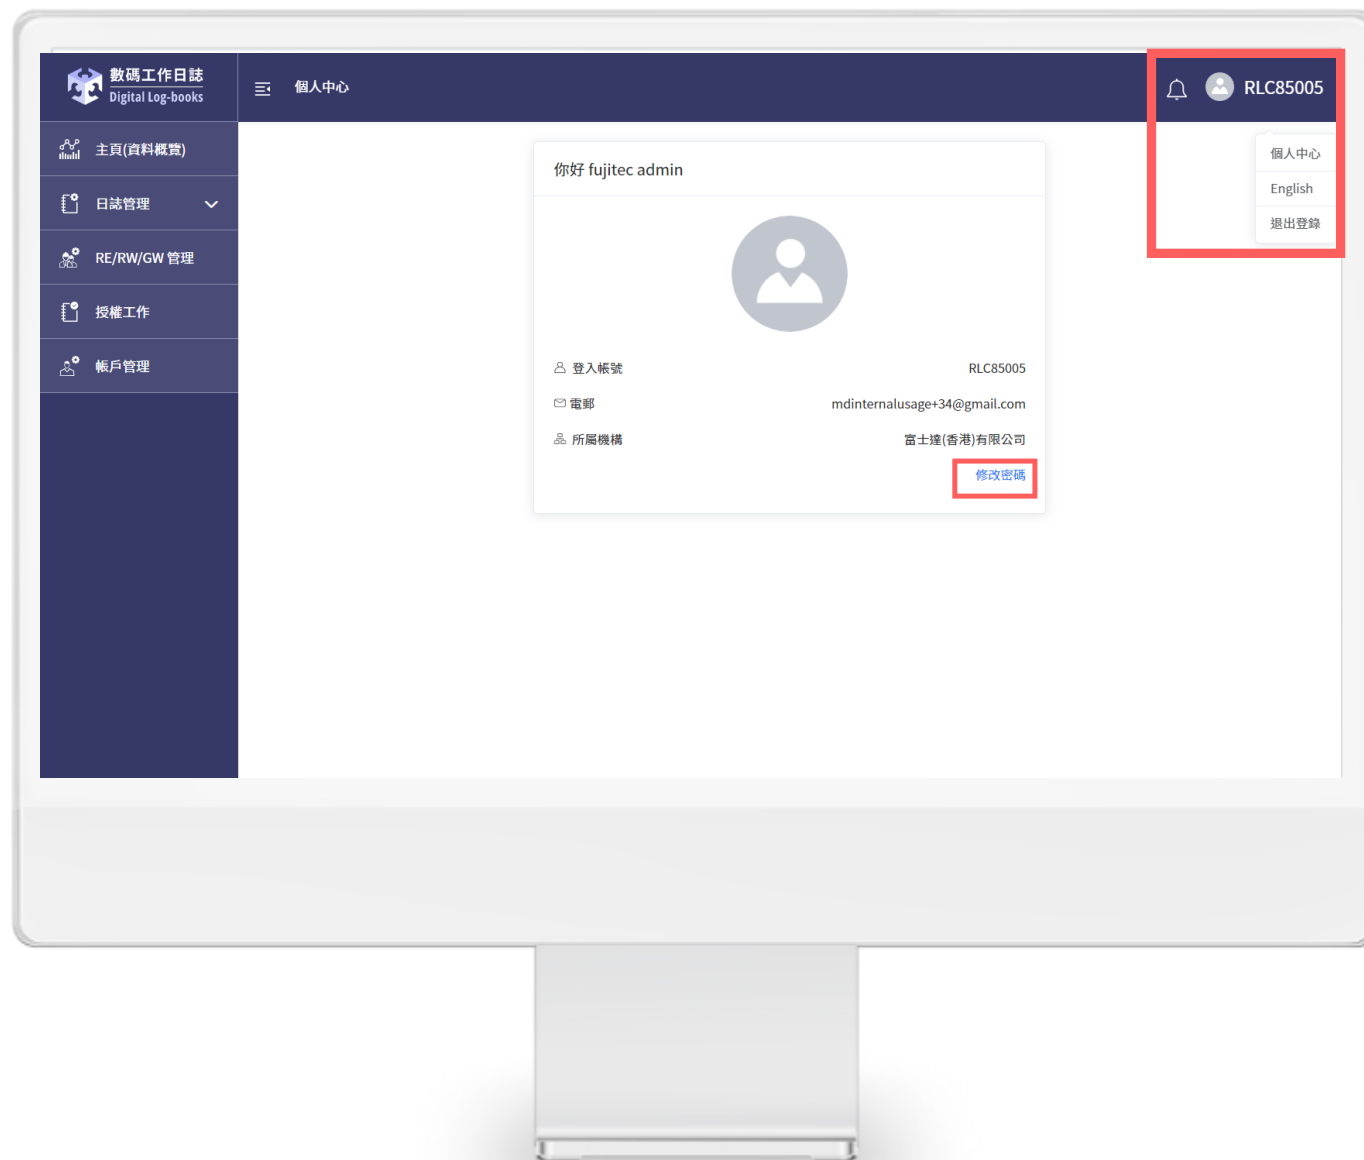 數碼工作日誌
Digital Log-books
個人中心
RLC85005
主頁(資料概覽)
日誌管理
RE/RW/GW 管理
授權工作
帳戶管理
個人中心
English
退出登錄
你好 fujitec admin
登入帳號 RLC85005
電郵 mdinternalusage+34@gmail.com
所屬機構 富士達(香港)有限公司
修改密碼